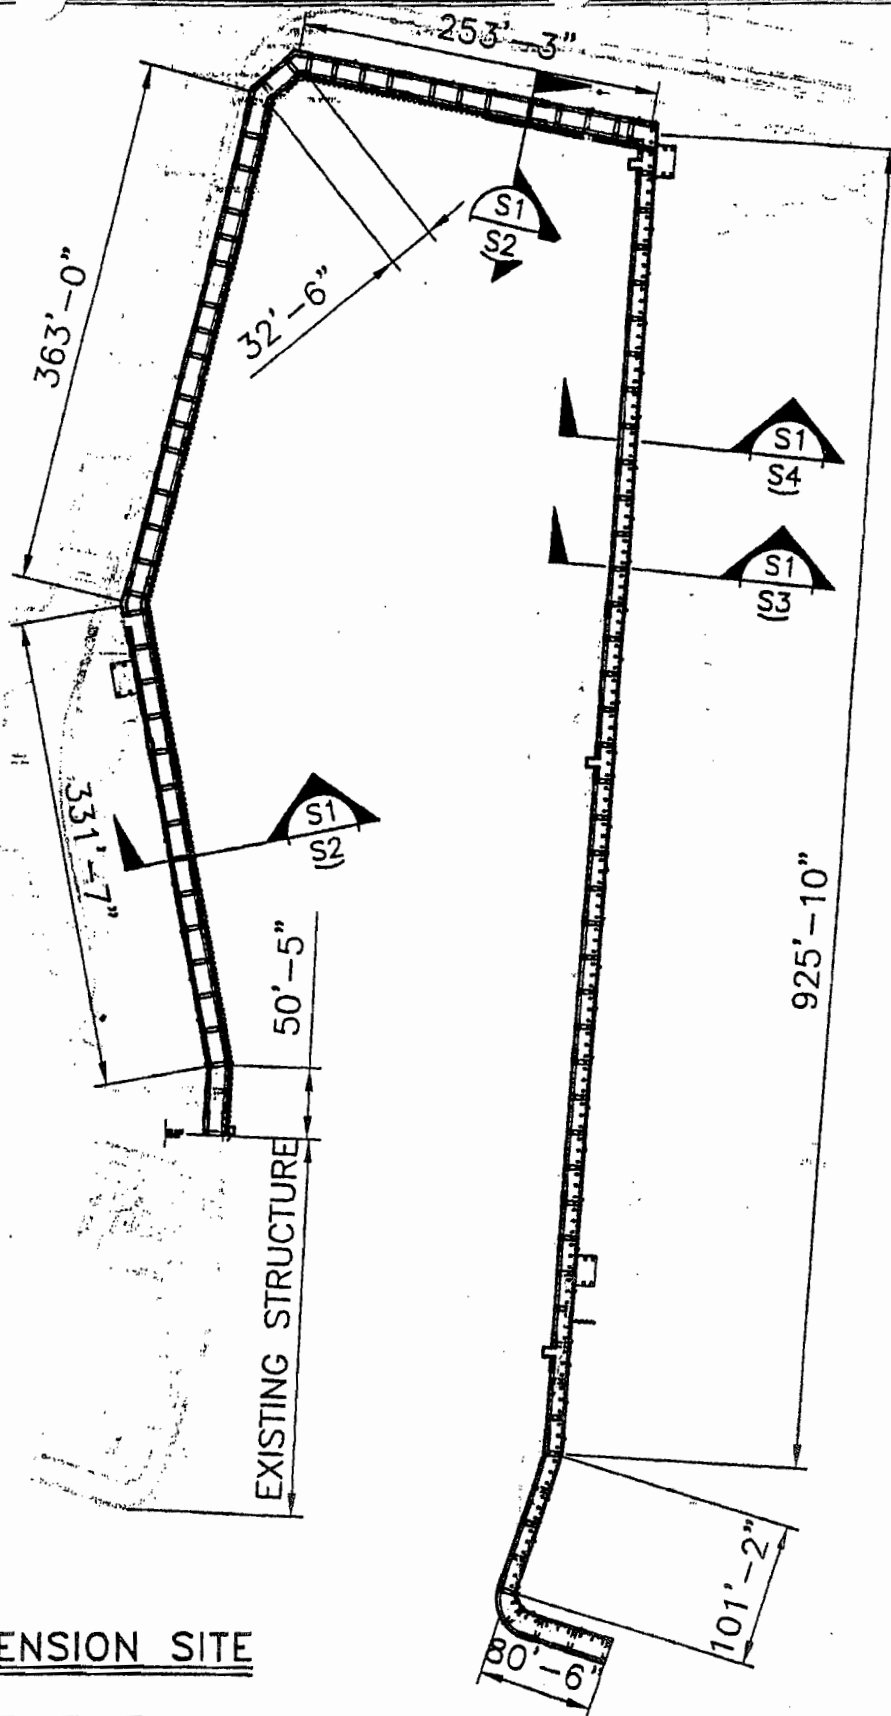 253'-3"
S1
S2
363'-0"
32'-6"
S1
S4
S1
S3
331'-7"
S1
S2
925'-10"
50'-5"
EXISTING STRUCTURE
101'-2"
80'-6"
ENSION SITE